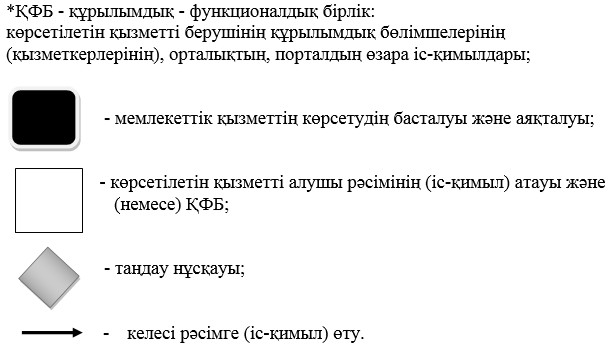 *ҚФБ - құрылымдық - функционалдық бірлік:
көрсетілетін қызметті берушінің құрылымдық бөлімшелерінің
(қызметкерлерінің), орталықтың, порталдың өзара іс-қимылдары;
- мемлекеттік қызметтің көрсетудің басталуы және аяқталуы;
- көрсетілетін қызметті алушы рәсімінің (іс-қимыл) атауы және
(немесе) ҚФБ;
- таңдау нұсқауы;
- келесі рәсімге (іс-қимыл) өту.